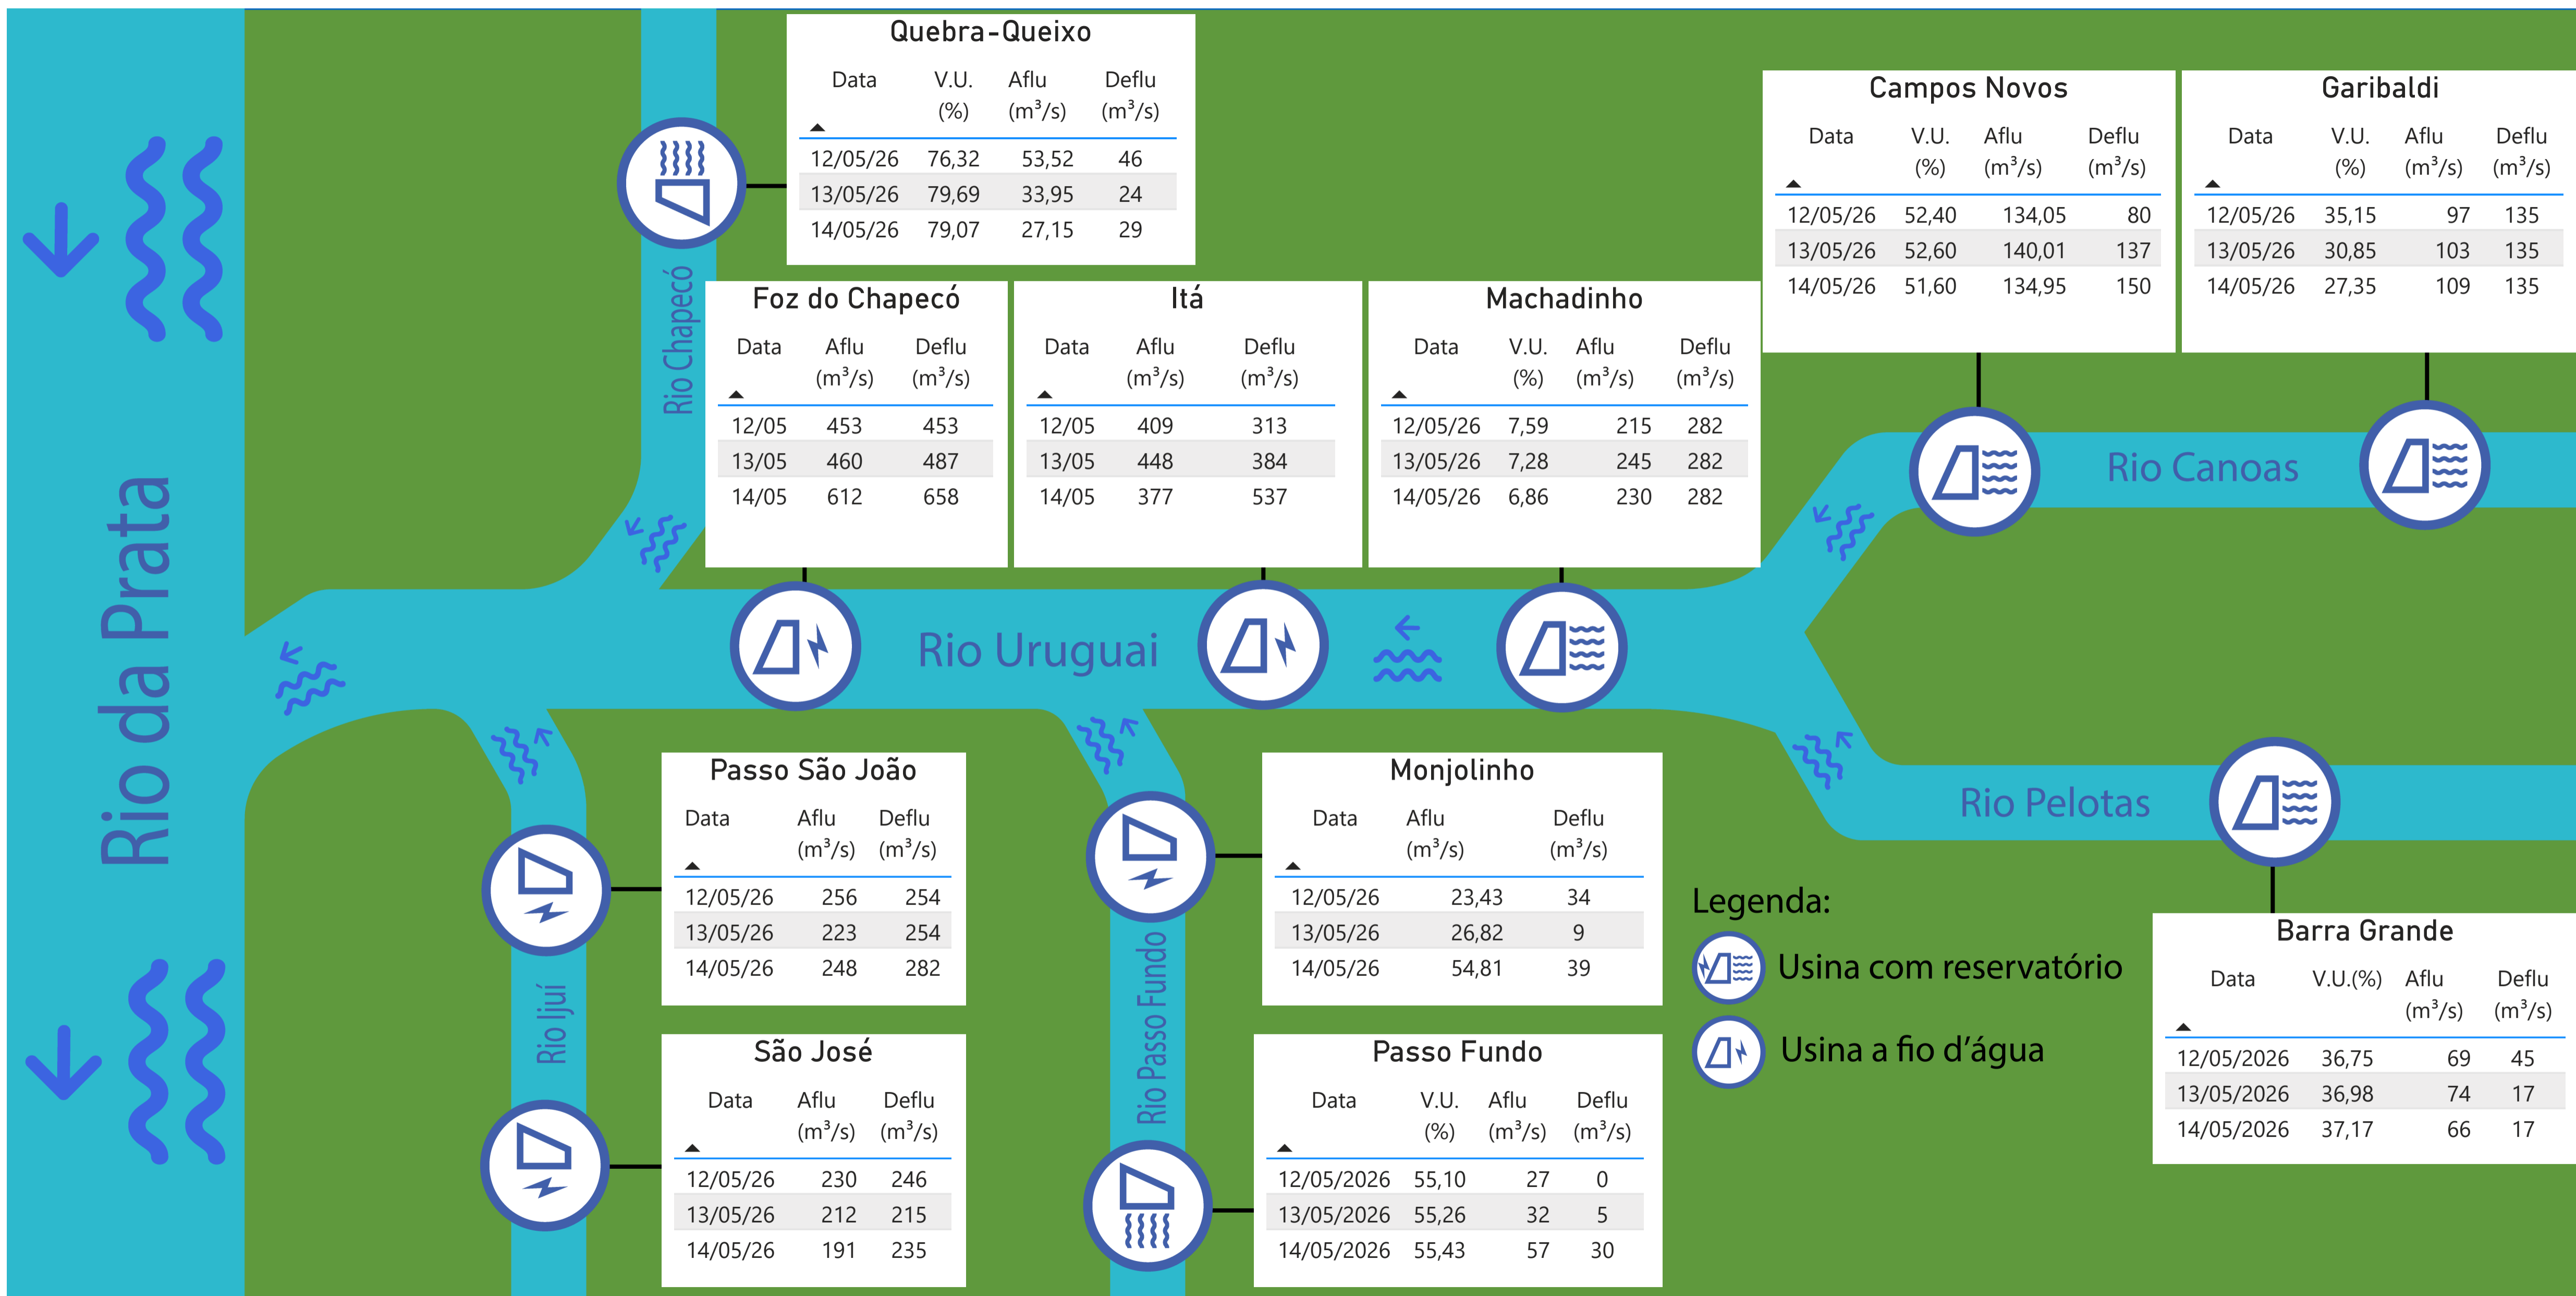 Quebra-Queixo
Data V.U. (%) Aflu (m³/s) Deflu (m³/s)
12/05/26 76,32 53,52 46
13/05/26 79,69 33,95 24
14/05/26 79,07 27,15 29
Campos Novos
Data V.U. (%) Aflu (m³/s) Deflu (m³/s)
12/05/26 52,40 134,05 80
13/05/26 52,60 140,01 137
14/05/26 51,60 134,95 150
Garibaldi
Data V.U. (%) Aflu (m³/s) Deflu (m³/s)
12/05/26 35,15 97 135
13/05/26 30,85 103 135
14/05/26 27,35 109 135
Rio Chapecó
Foz do Chapecó
Data Aflu (m³/s) Deflu (m³/s)
12/05 453 453
13/05 460 487
14/05 612 658
Itá
Data Aflu (m³/s) Deflu (m³/s)
12/05 409 313
13/05 448 384
14/05 377 537
Machadinho
Data V.U. (%) Aflu (m³/s) Deflu (m³/s)
12/05/26 7,59 215 282
13/05/26 7,28 245 282
14/05/26 6,86 230 282
Rio Canoas
Rio da Prata
Rio Uruguai
Rio Pelotas
Passo São João
Data Aflu (m³/s) Deflu (m³/s)
12/05/26 256 254
13/05/26 223 254
14/05/26 248 282
Monjolinho
Data Aflu (m³/s) Deflu (m³/s)
12/05/26 23,43 34
13/05/26 26,82 9
14/05/26 54,81 39
Legenda:
Usina com reservatório
Usina a fio d'água
Barra Grande
Data V.U.(%) Aflu (m³/s) Deflu (m³/s)
12/05/2026 36,75 69 45
13/05/2026 36,98 74 17
14/05/2026 37,17 66 17
Rio Ijuí
Rio Passo Fundo
São José
Data Aflu (m³/s) Deflu (m³/s)
12/05/26 230 246
13/05/26 212 215
14/05/26 191 235
Passo Fundo
Data V.U. (%) Aflu (m³/s) Deflu (m³/s)
12/05/2026 55,10 27 0
13/05/2026 55,26 32 5
14/05/2026 55,43 57 30